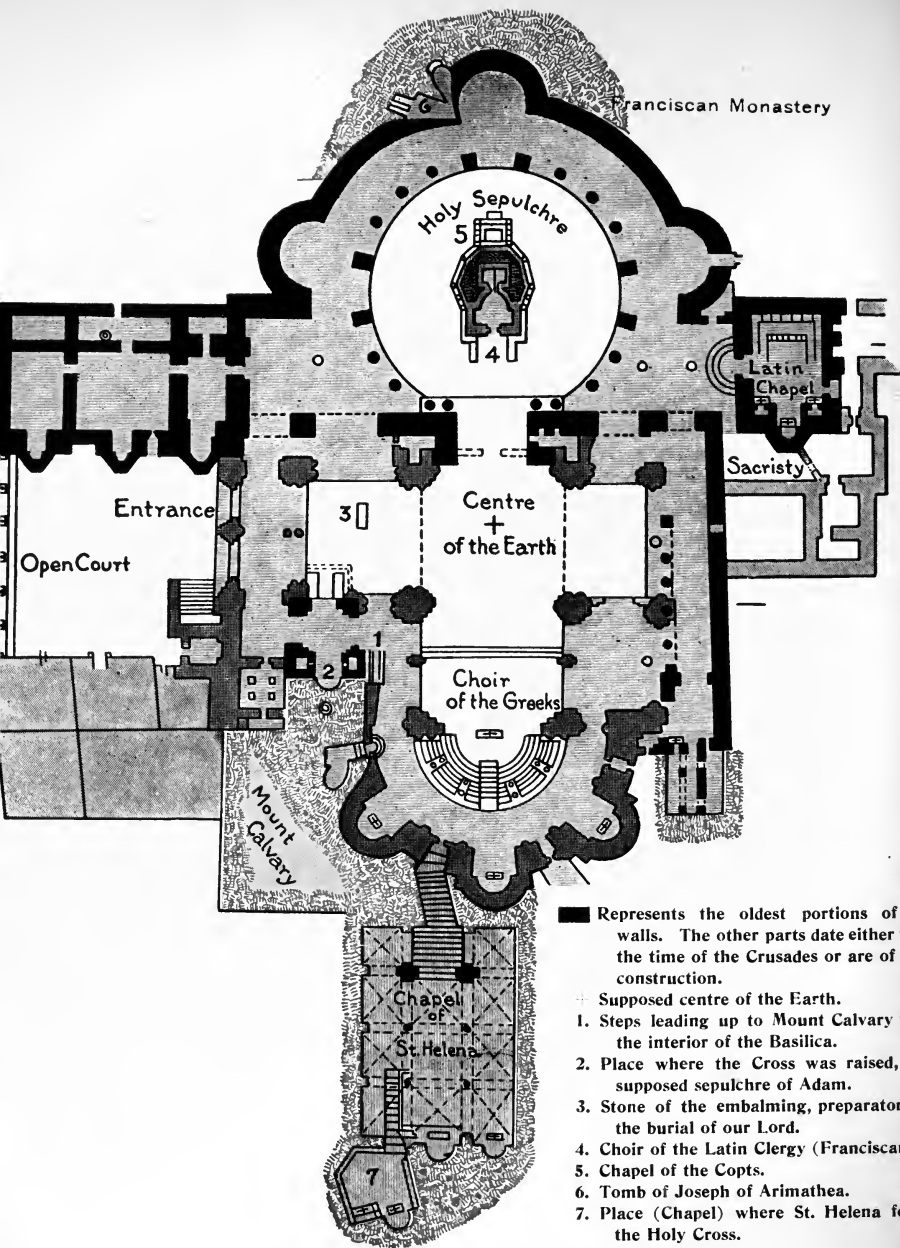 Franciscan Monastery
6
Holy Sepulchre
5
4
Latin
Chapel
Sacristy
Entrance
3
Centre
of the Earth
Open Court
1
2
Choir
of the Greeks
Mount
Calvary
Chapel
of
St. Helena
7
Represents the oldest portions of
walls. The other parts date either
the time of the Crusades or are of
construction.
Supposed centre of the Earth.
1. Steps leading up to Mount Calvary
the interior of the Basilica.
2. Place where the Cross was raised,
supposed sepulchre of Adam.
3. Stone of the embalming, preparator
the burial of our Lord.
4. Choir of the Latin Clergy (Franciscan
5. Chapel of the Copts.
6. Tomb of Joseph of Arimathea.
7. Place (Chapel) where St. Helena fo
the Holy Cross.